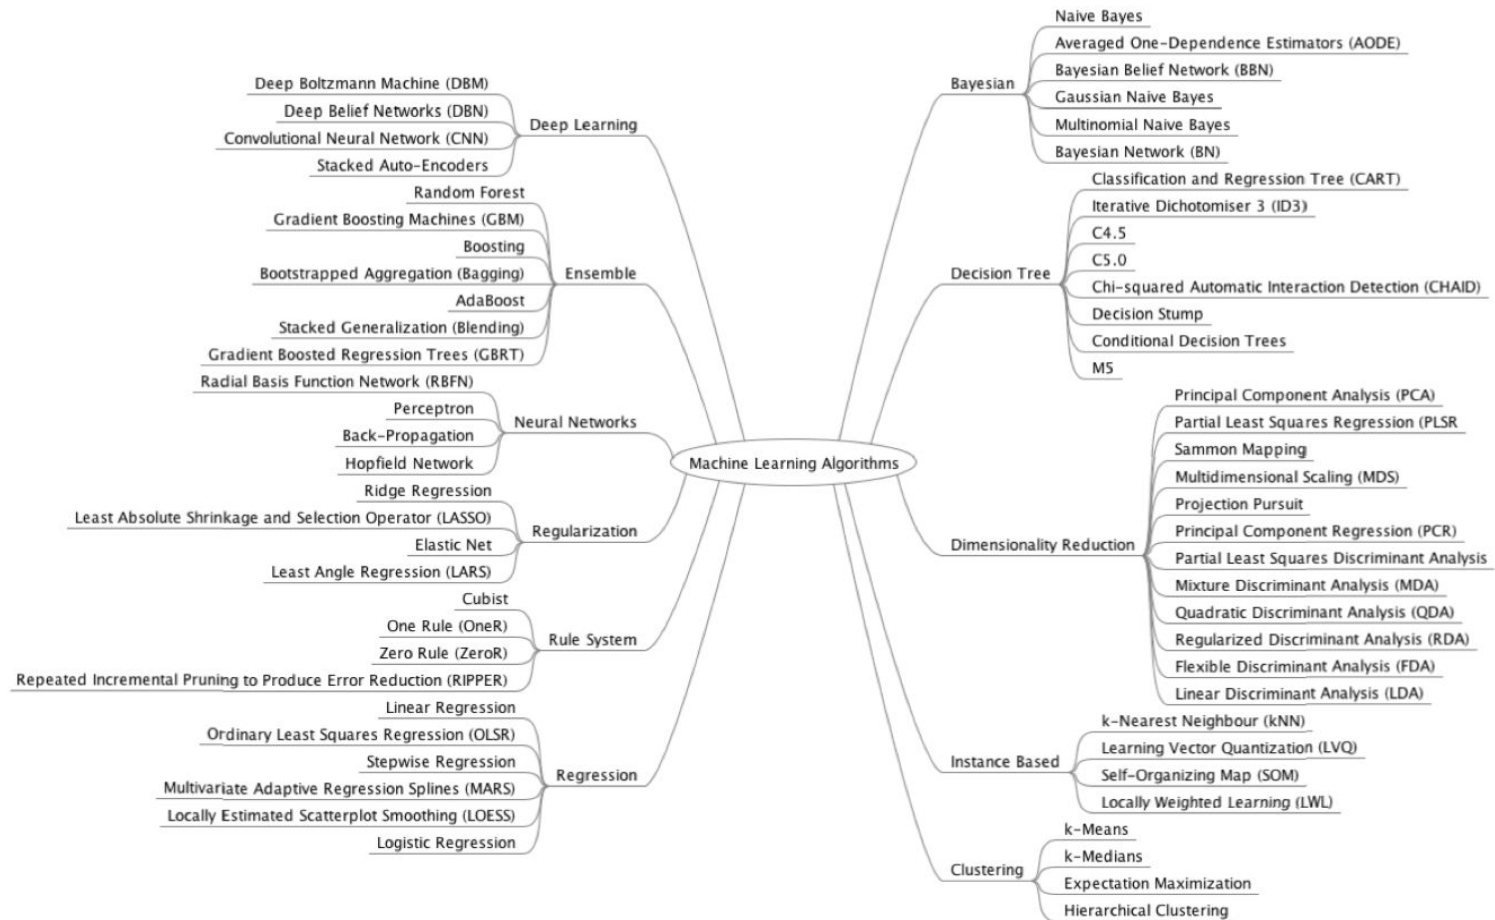 Machine Learning Algorithms
Deep Learning
Deep Boltzmann Machine (DBM)
Deep Belief Networks (DBN)
Convolutional Neural Network (CNN)
Stacked Auto-Encoders
Ensemble
Random Forest
Gradient Boosting Machines (GBM)
Boosting
Bootstrapped Aggregation (Bagging)
AdaBoost
Stacked Generalization (Blending)
Gradient Boosted Regression Trees (GBRT)
Neural Networks
Radial Basis Function Network (RBFN)
Perceptron
Back-Propagation
Hopfield Network
Regularization
Ridge Regression
Least Absolute Shrinkage and Selection Operator (LASSO)
Elastic Net
Least Angle Regression (LARS)
Rule System
Cubist
One Rule (OneR)
Zero Rule (ZeroR)
Repeated Incremental Pruning to Produce Error Reduction (RIPPER)
Regression
Linear Regression
Ordinary Least Squares Regression (OLSR)
Stepwise Regression
Multivariate Adaptive Regression Splines (MARS)
Locally Estimated Scatterplot Smoothing (LOESS)
Logistic Regression
Bayesian
Naive Bayes
Averaged One-Dependence Estimators (AODE)
Bayesian Belief Network (BBN)
Gaussian Naive Bayes
Multinomial Naive Bayes
Bayesian Network (BN)
Decision Tree
Classification and Regression Tree (CART)
Iterative Dichotomiser 3 (ID3)
C4.5
C5.0
Chi-squared Automatic Interaction Detection (CHAID)
Decision Stump
Conditional Decision Trees
M5
Dimensionality Reduction
Principal Component Analysis (PCA)
Partial Least Squares Regression (PLSR
Sammon Mapping
Multidimensional Scaling (MDS)
Projection Pursuit
Principal Component Regression (PCR)
Partial Least Squares Discriminant Analysis
Mixture Discriminant Analysis (MDA)
Quadratic Discriminant Analysis (QDA)
Regularized Discriminant Analysis (RDA)
Flexible Discriminant Analysis (FDA)
Linear Discriminant Analysis (LDA)
Instance Based
k-Nearest Neighbour (kNN)
Learning Vector Quantization (LVQ)
Self-Organizing Map (SOM)
Locally Weighted Learning (LWL)
Clustering
k-Means
k-Medians
Expectation Maximization
Hierarchical Clustering